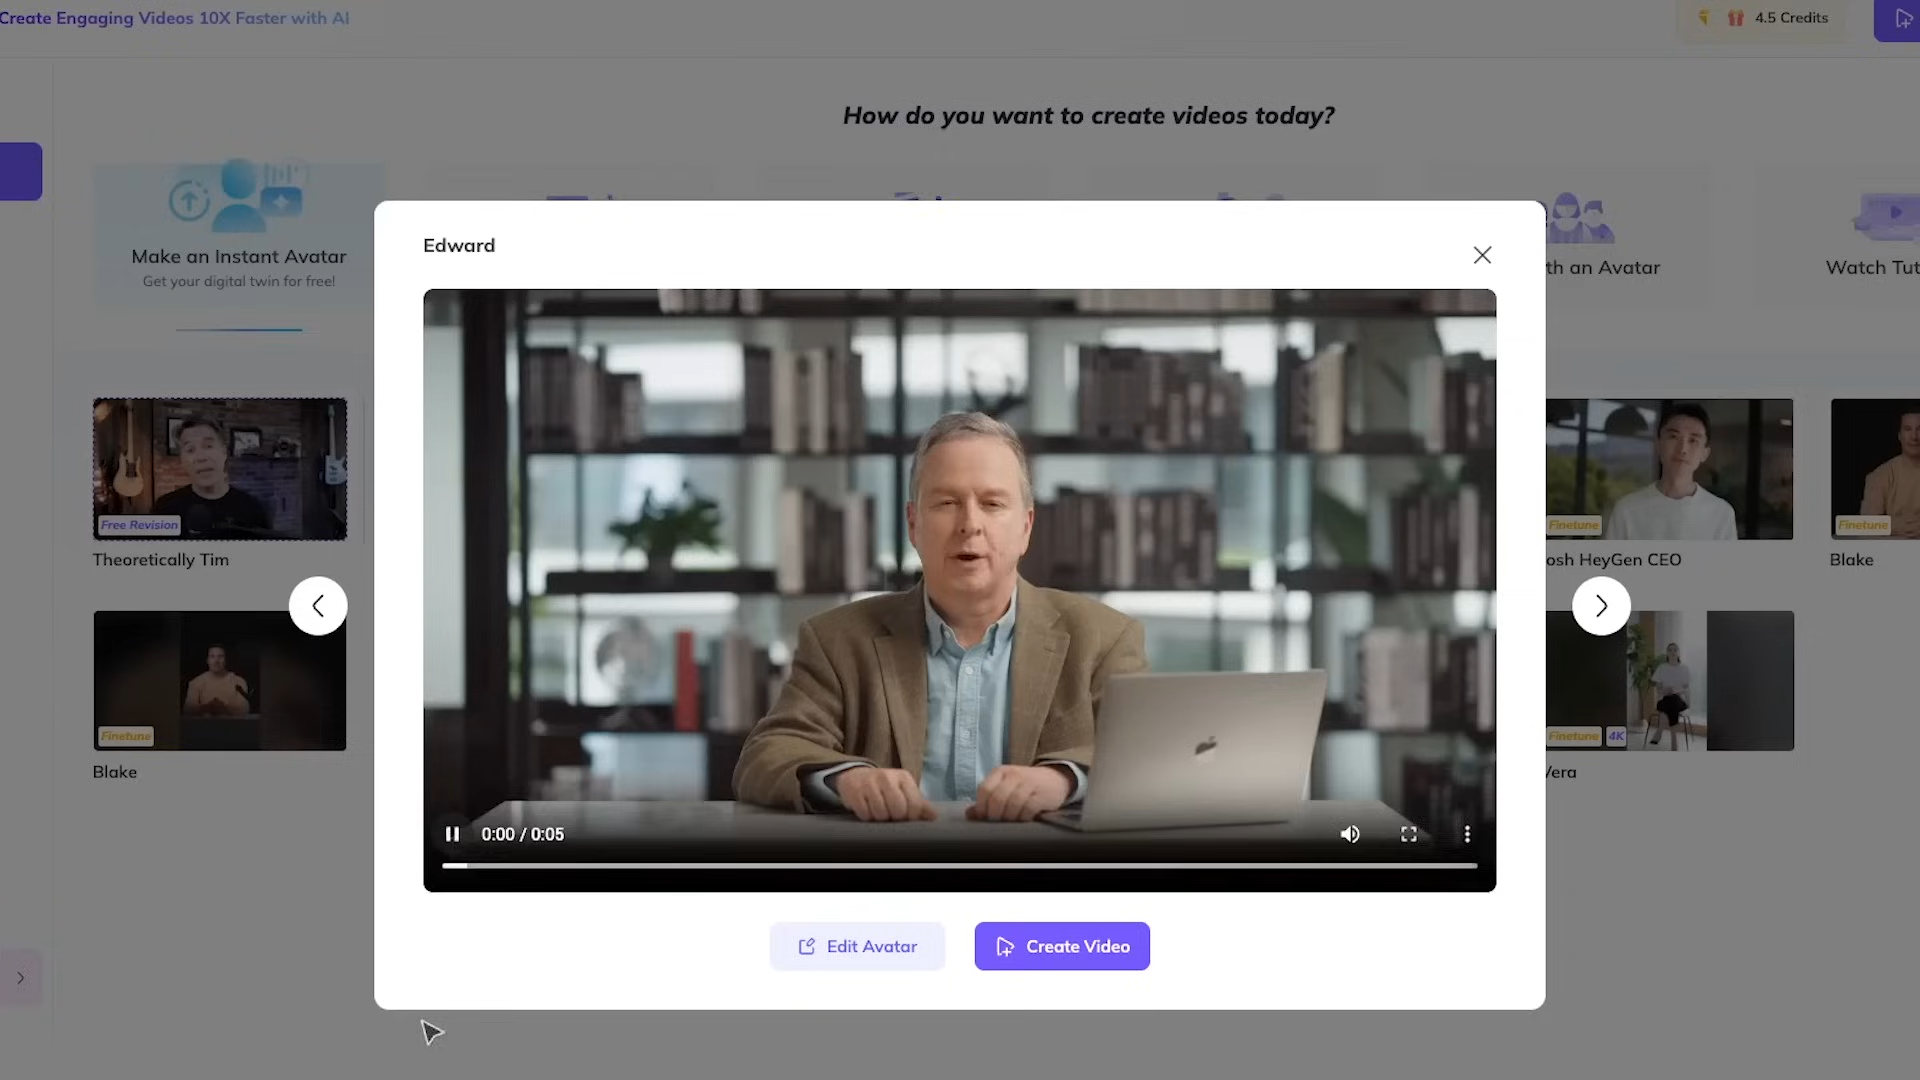 Create Engaging Videos 10X Faster with AI
4.5 Credits
How do you want to create videos today?
Make an Instant Avatar
Get your digital twin for free!
th an Avatar
Watch Tut
Edward
Free Revision
Theoretically Tim
Finetune
osh HeyGen CEO
Finetune
Blake
Finetune
Blake
Finetune 4K
Vera
0:00 / 0:05
Edit Avatar
Create Video